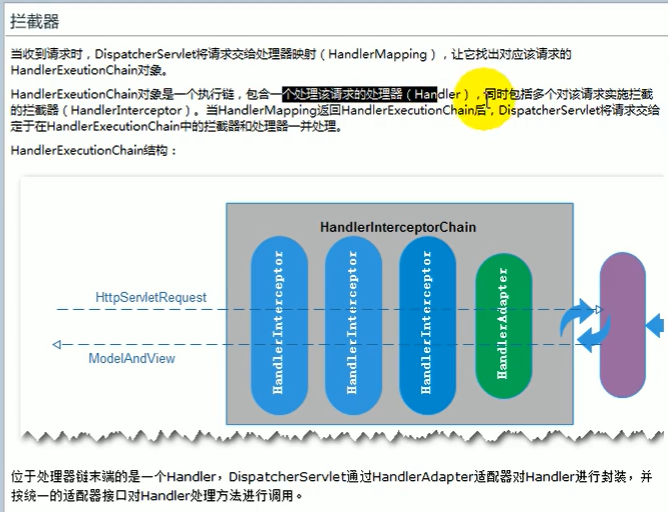 拦截器
当收到请求时，DispatcherServlet将请求交给处理器映射（HandlerMapping），让它找出对应该请求的
HandlerExeutionChain对象。
HandlerExeutionChain对象是一个执行链，包含一个处理该请求的处理器（Handler），同时包括多个对该请求实施拦截
的拦截器（HandlerInterceptor）。当HandlerMapping返回HandlerExecutionChain后，DispatcherServlet将请求交给
定于在HandlerExecutionChain中的拦截器和处理器一并处理。
HandlerExecutionChain结构：
HandlerInterceptorChain
HttpServletRequest
ModelAndView
HandlerInterceptor
HandlerInterceptor
HandlerInterceptor
HandlerAdapter
位于处理器链末端的是一个Handler，DispatcherServlet通过HandlerAdapter适配器对Handler进行封装，并
按统一的适配器接口对Handler处理方法进行调用。